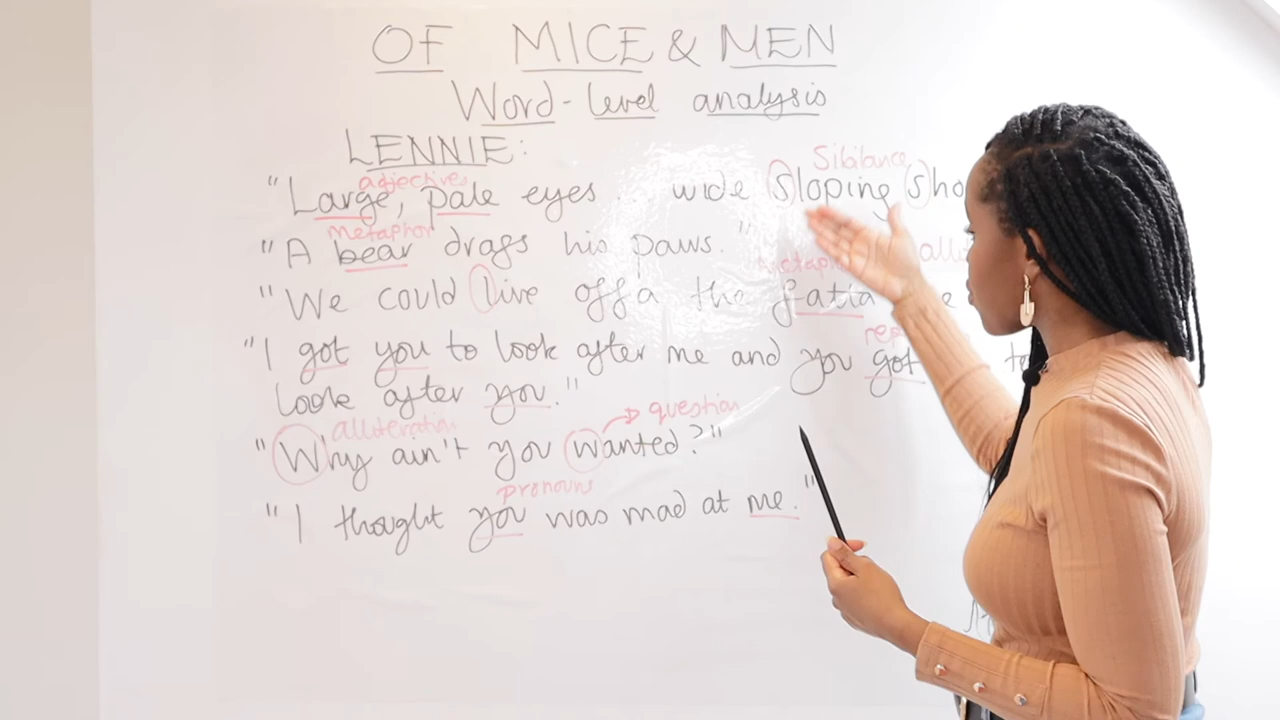 OF MICE & MEN
Word-level analysis
LENNIE:
adjectives Sibilance
"Large, pale eyes ... wide Sloping Sho
metaphor
"A bear drags his paws."
"We could live offa the fatta
rep
"I got you to look after me and you got to
look after you."
alliteration question
"Why ain't you wanted?"
pronouns
"I thought you was mad at me."